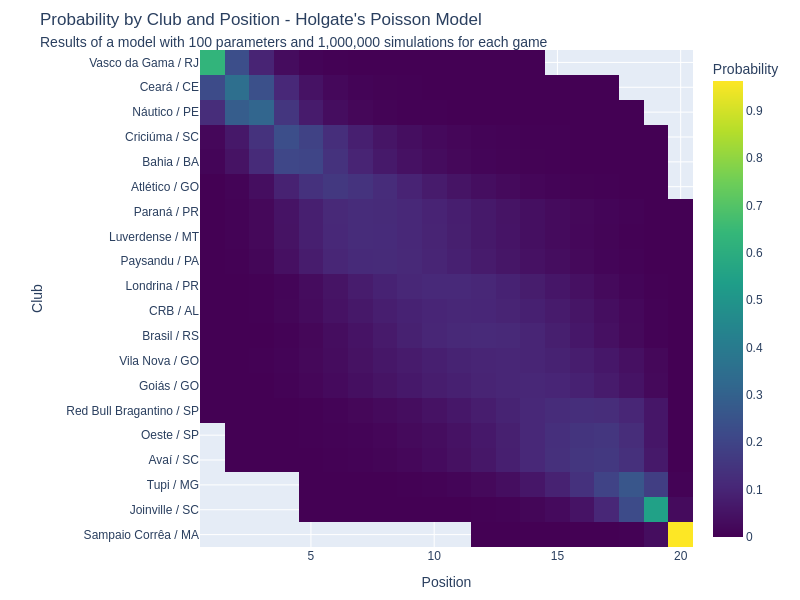 Probability by Club and Position - Holgate's Poisson Model
Results of a model with 100 parameters and 1,000,000 simulations for each game
Probability
Vasco da Gama / RJ
Ceará / CE
Náutico / PE
Criciúma / SC
Bahia / BA
Atlético / GO
Paraná / PR
Luverdense / MT
Paysandu / PA
Londrina / PR
CRB / AL
Brasil / RS
Vila Nova / GO
Goiás / GO
Red Bull Bragantino / SP
Oeste / SP
Avaí / SC
Tupi / MG
Joinville / SC
Sampaio Corrêa / MA
Club
5
10
15
20
Position
0.9
0.8
0.7
0.6
0.5
0.4
0.3
0.2
0.1
0